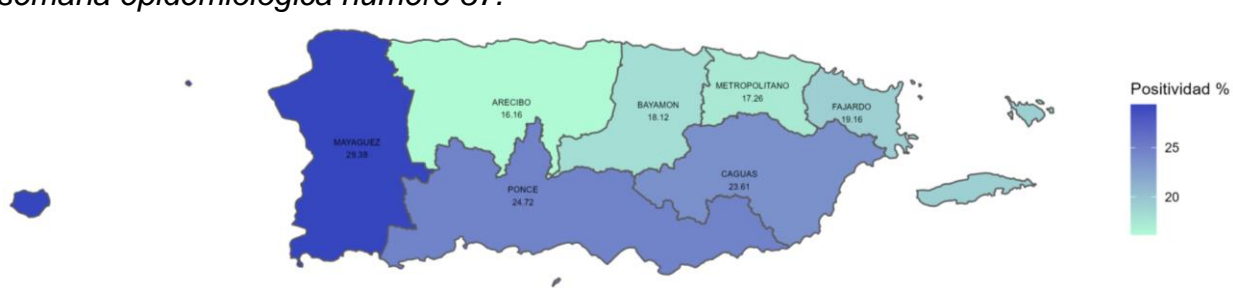 semana epidemiológica número 37.
METROPOLITANO
17.26
ARECIBO
16.16
BAYAMON
18.12
FAJARDO
19.16
MAYAGUEZ
29.38
CAGUAS
23.61
PONCE
24.72
Positividad %
25
20